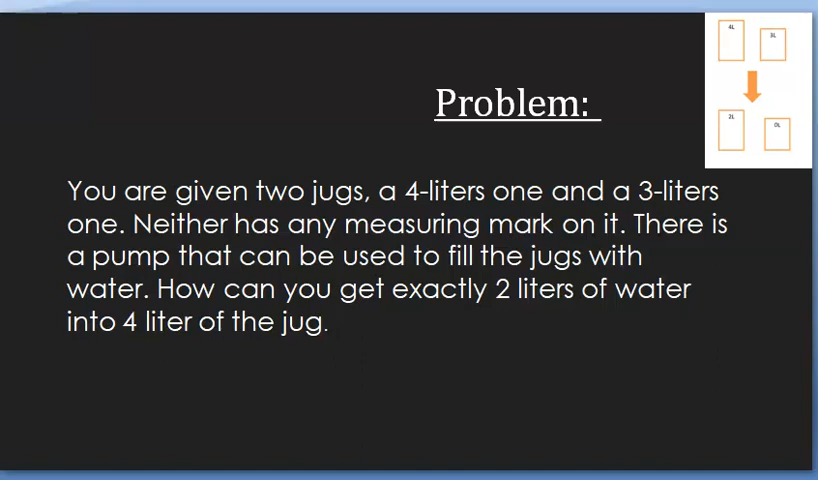 4L
3L
Problem:
2L
0L
You are given two jugs, a 4-liters one and a 3-liters
one. Neither has any measuring mark on it. There is
a pump that can be used to fill the jugs with
water. How can you get exactly 2 liters of water
into 4 liter of the jug.